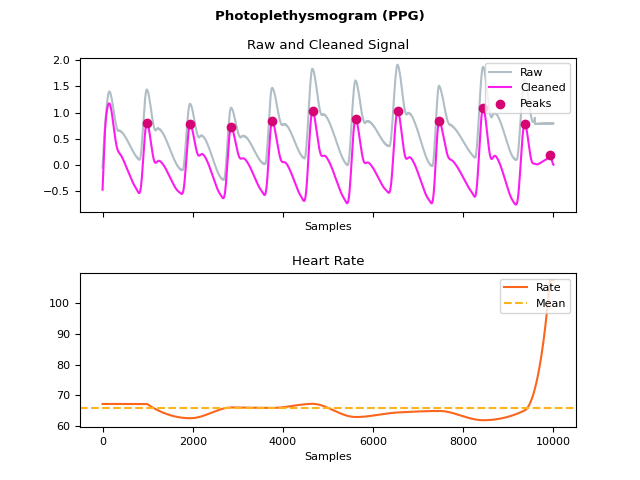 Photoplethysmogram (PPG)
Raw and Cleaned Signal
2.0
1.5
1.0
0.5
0.0
−0.5
Raw
Cleaned
Peaks
Samples
Heart Rate
100
90
80
70
60
Rate
Mean
0 2000 4000 6000 8000 10000
Samples